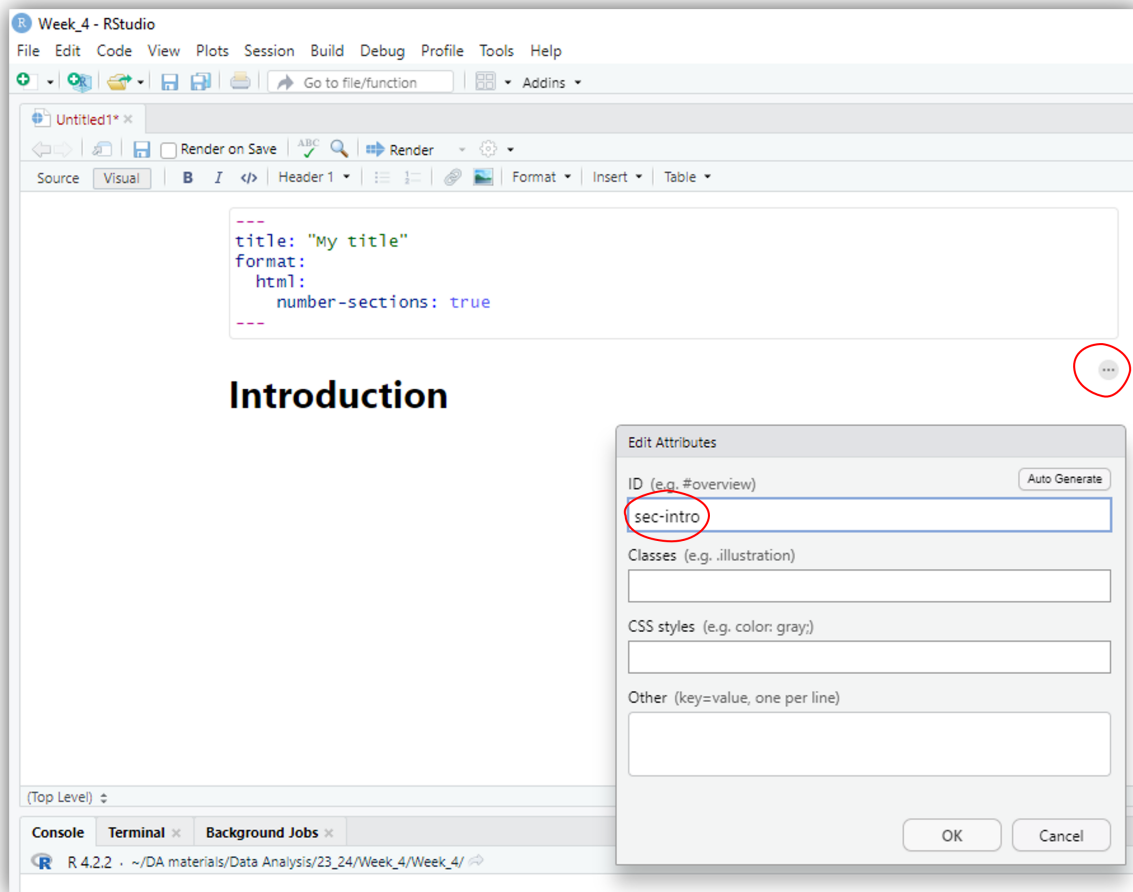 R Week_4 - RStudio
File Edit Code View Plots Session Build Debug Profile Tools Help
Go to file/function Addins
Untitled1*
Render on Save ABC Render
Source Visual B I </> Header 1 Format Insert Table
---
title: "My title"
format:
html:
number-sections: true
---
Introduction
Edit Attributes
ID (e.g. #overview) Auto Generate
sec-intro
Classes (e.g. .illustration)
CSS styles (e.g. color: gray;)
Other (key=value, one per line)
OK Cancel
(Top Level)
Console Terminal Background Jobs
R R 4.2.2 · ~/DA materials/Data Analysis/23_24/Week_4/Week_4/